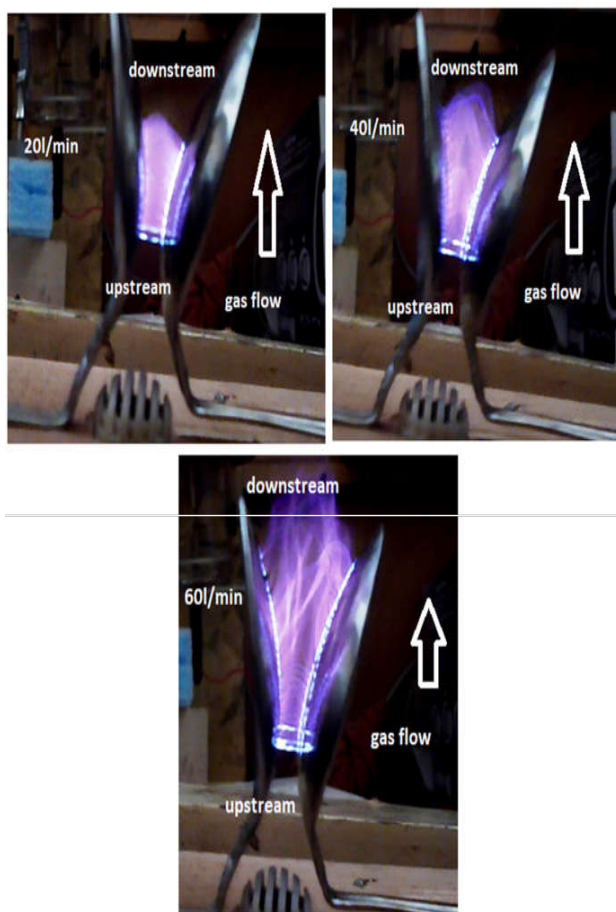 downstream
20l/min
upstream
gas flow
downstream
40l/min
upstream
gas flow
downstream
60l/min
gas flow
upstream